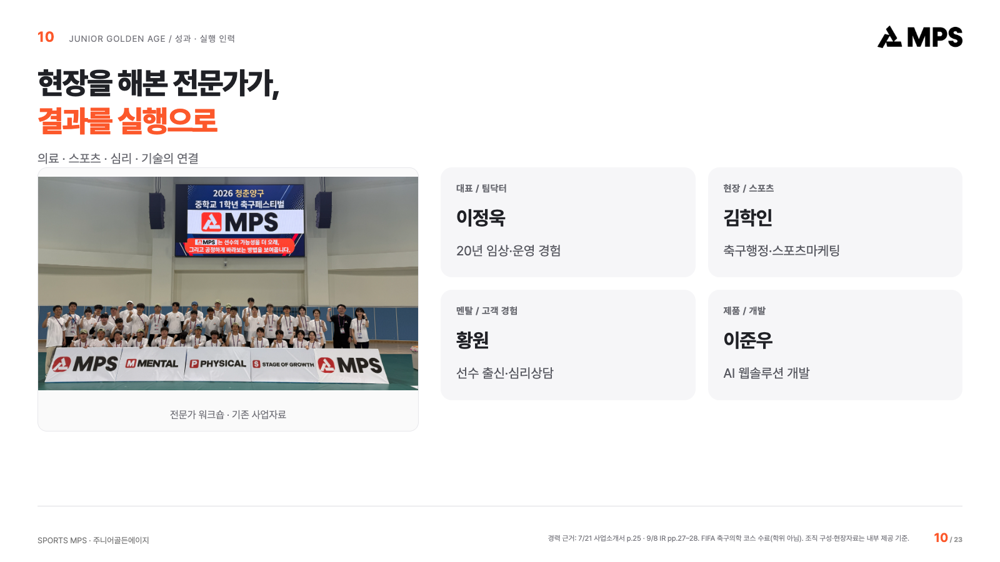 10 JUNIOR GOLDEN AGE / 성과 · 실행 인력
MPS
현장을 해본 전문가가,
결과를 실행으로
의료 · 스포츠 · 심리 · 기술의 연결
2026 청춘양구
중학교 1학년 축구페스티벌
MPS
MPS는 선수의 가능성을 더 오래,
그리고 공정하게 바라보는 방법을 보여줍니다.
MPS
M MENTAL
P PHYSICAL
S STAGE OF GROWTH
MPS
전문가 워크숍 · 기존 사업자료
대표 / 팀닥터
이정욱
20년 임상·운영 경험
현장 / 스포츠
김학인
축구행정·스포츠마케팅
멘탈 / 고객 경험
황원
선수 출신·심리상담
제품 / 개발
이준우
AI 웹솔루션 개발
SPORTS MPS · 주니어골든에이지
경력 근거: 7/21 사업소개서 p.25 · 9/8 IR pp.27–28. FIFA 축구의학 코스 수료(학위 아님). 조직 구성·현장자료는 내부 제공 기준.
10 / 23